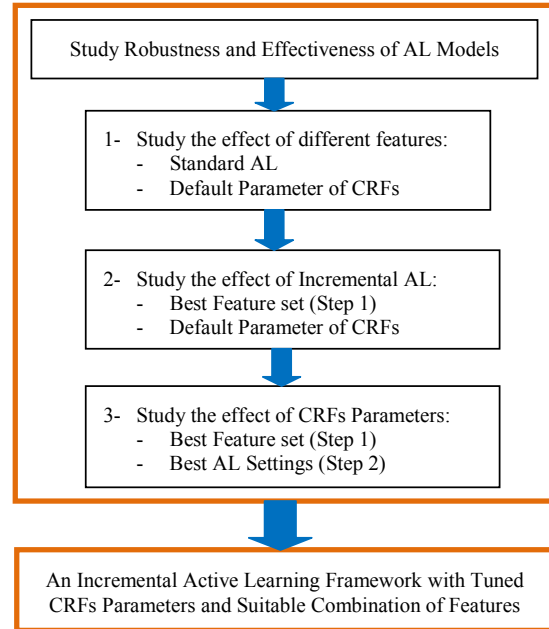 Study Robustness and Effectiveness of AL Models
1- Study the effect of different features:
- Standard AL
- Default Parameter of CRFs
2- Study the effect of Incremental AL:
- Best Feature set (Step 1)
- Default Parameter of CRFs
3- Study the effect of CRFs Parameters:
- Best Feature set (Step 1)
- Best AL Settings (Step 2)
An Incremental Active Learning Framework with Tuned
CRFs Parameters and Suitable Combination of Features